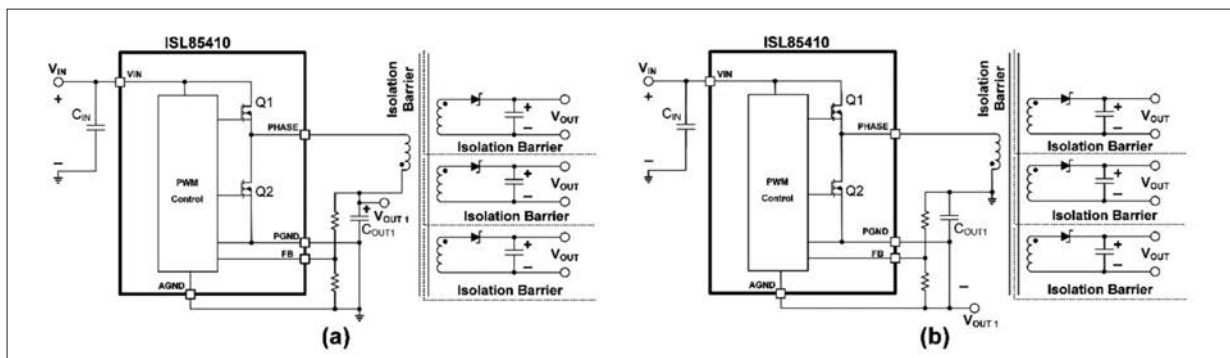 ISL85410
VIN
+
CIN
−
VIN
Q1
PHASE
PWM
Control
Q2
PGND
FB
AGND
+
VOUT 1
COUT1
Isolation
Barrier
+
VOUT
−
Isolation Barrier
+
VOUT
−
Isolation Barrier
+
VOUT
−
Isolation Barrier
(a)
ISL85410
VIN
+
CIN
−
VIN
Q1
PHASE
PWM
Control
Q2
PGND
FB
AGND
COUT1
−
VOUT 1
Isolation
Barrier
+
VOUT
−
Isolation Barrier
+
VOUT
−
Isolation Barrier
+
VOUT
−
Isolation Barrier
(b)